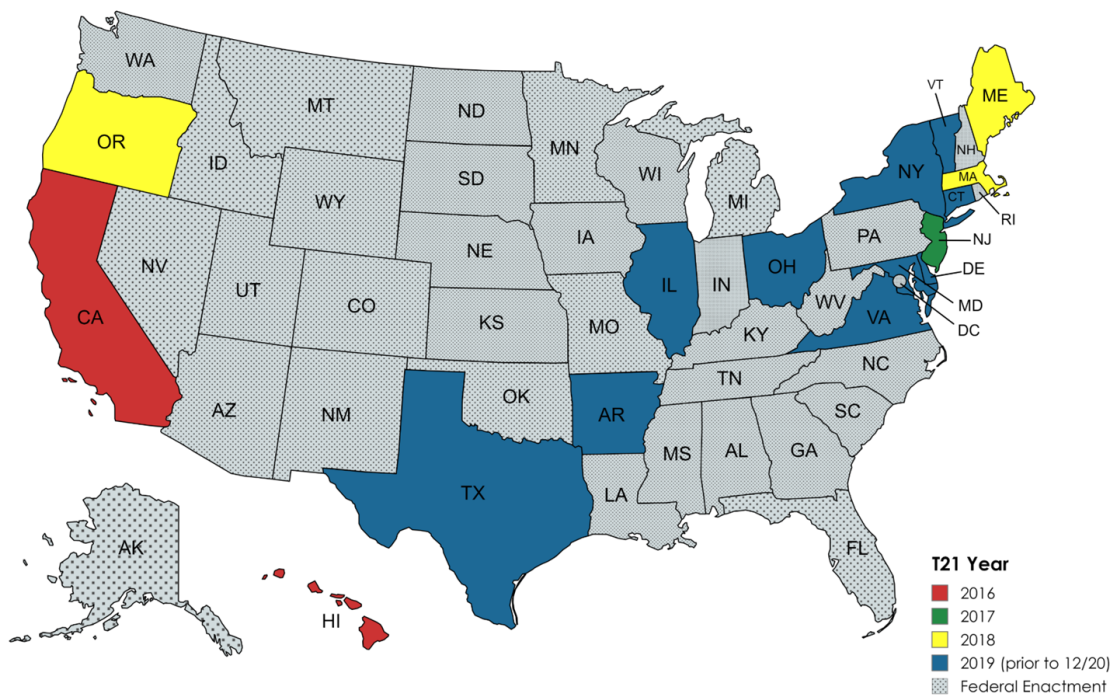 WA
OR
CA
NV
ID
MT
WY
UT
CO
AZ
NM
ND
SD
NE
KS
OK
TX
MN
IA
MO
AR
LA
WI
IL
MI
IN
OH
KY
TN
MS
AL
GA
FL
SC
NC
VA
WV
PA
NY
VT
NH
ME
MA
CT
RI
NJ
DE
MD
DC
AK
HI
T21 Year
2016
2017
2018
2019 (prior to 12/20)
Federal Enactment